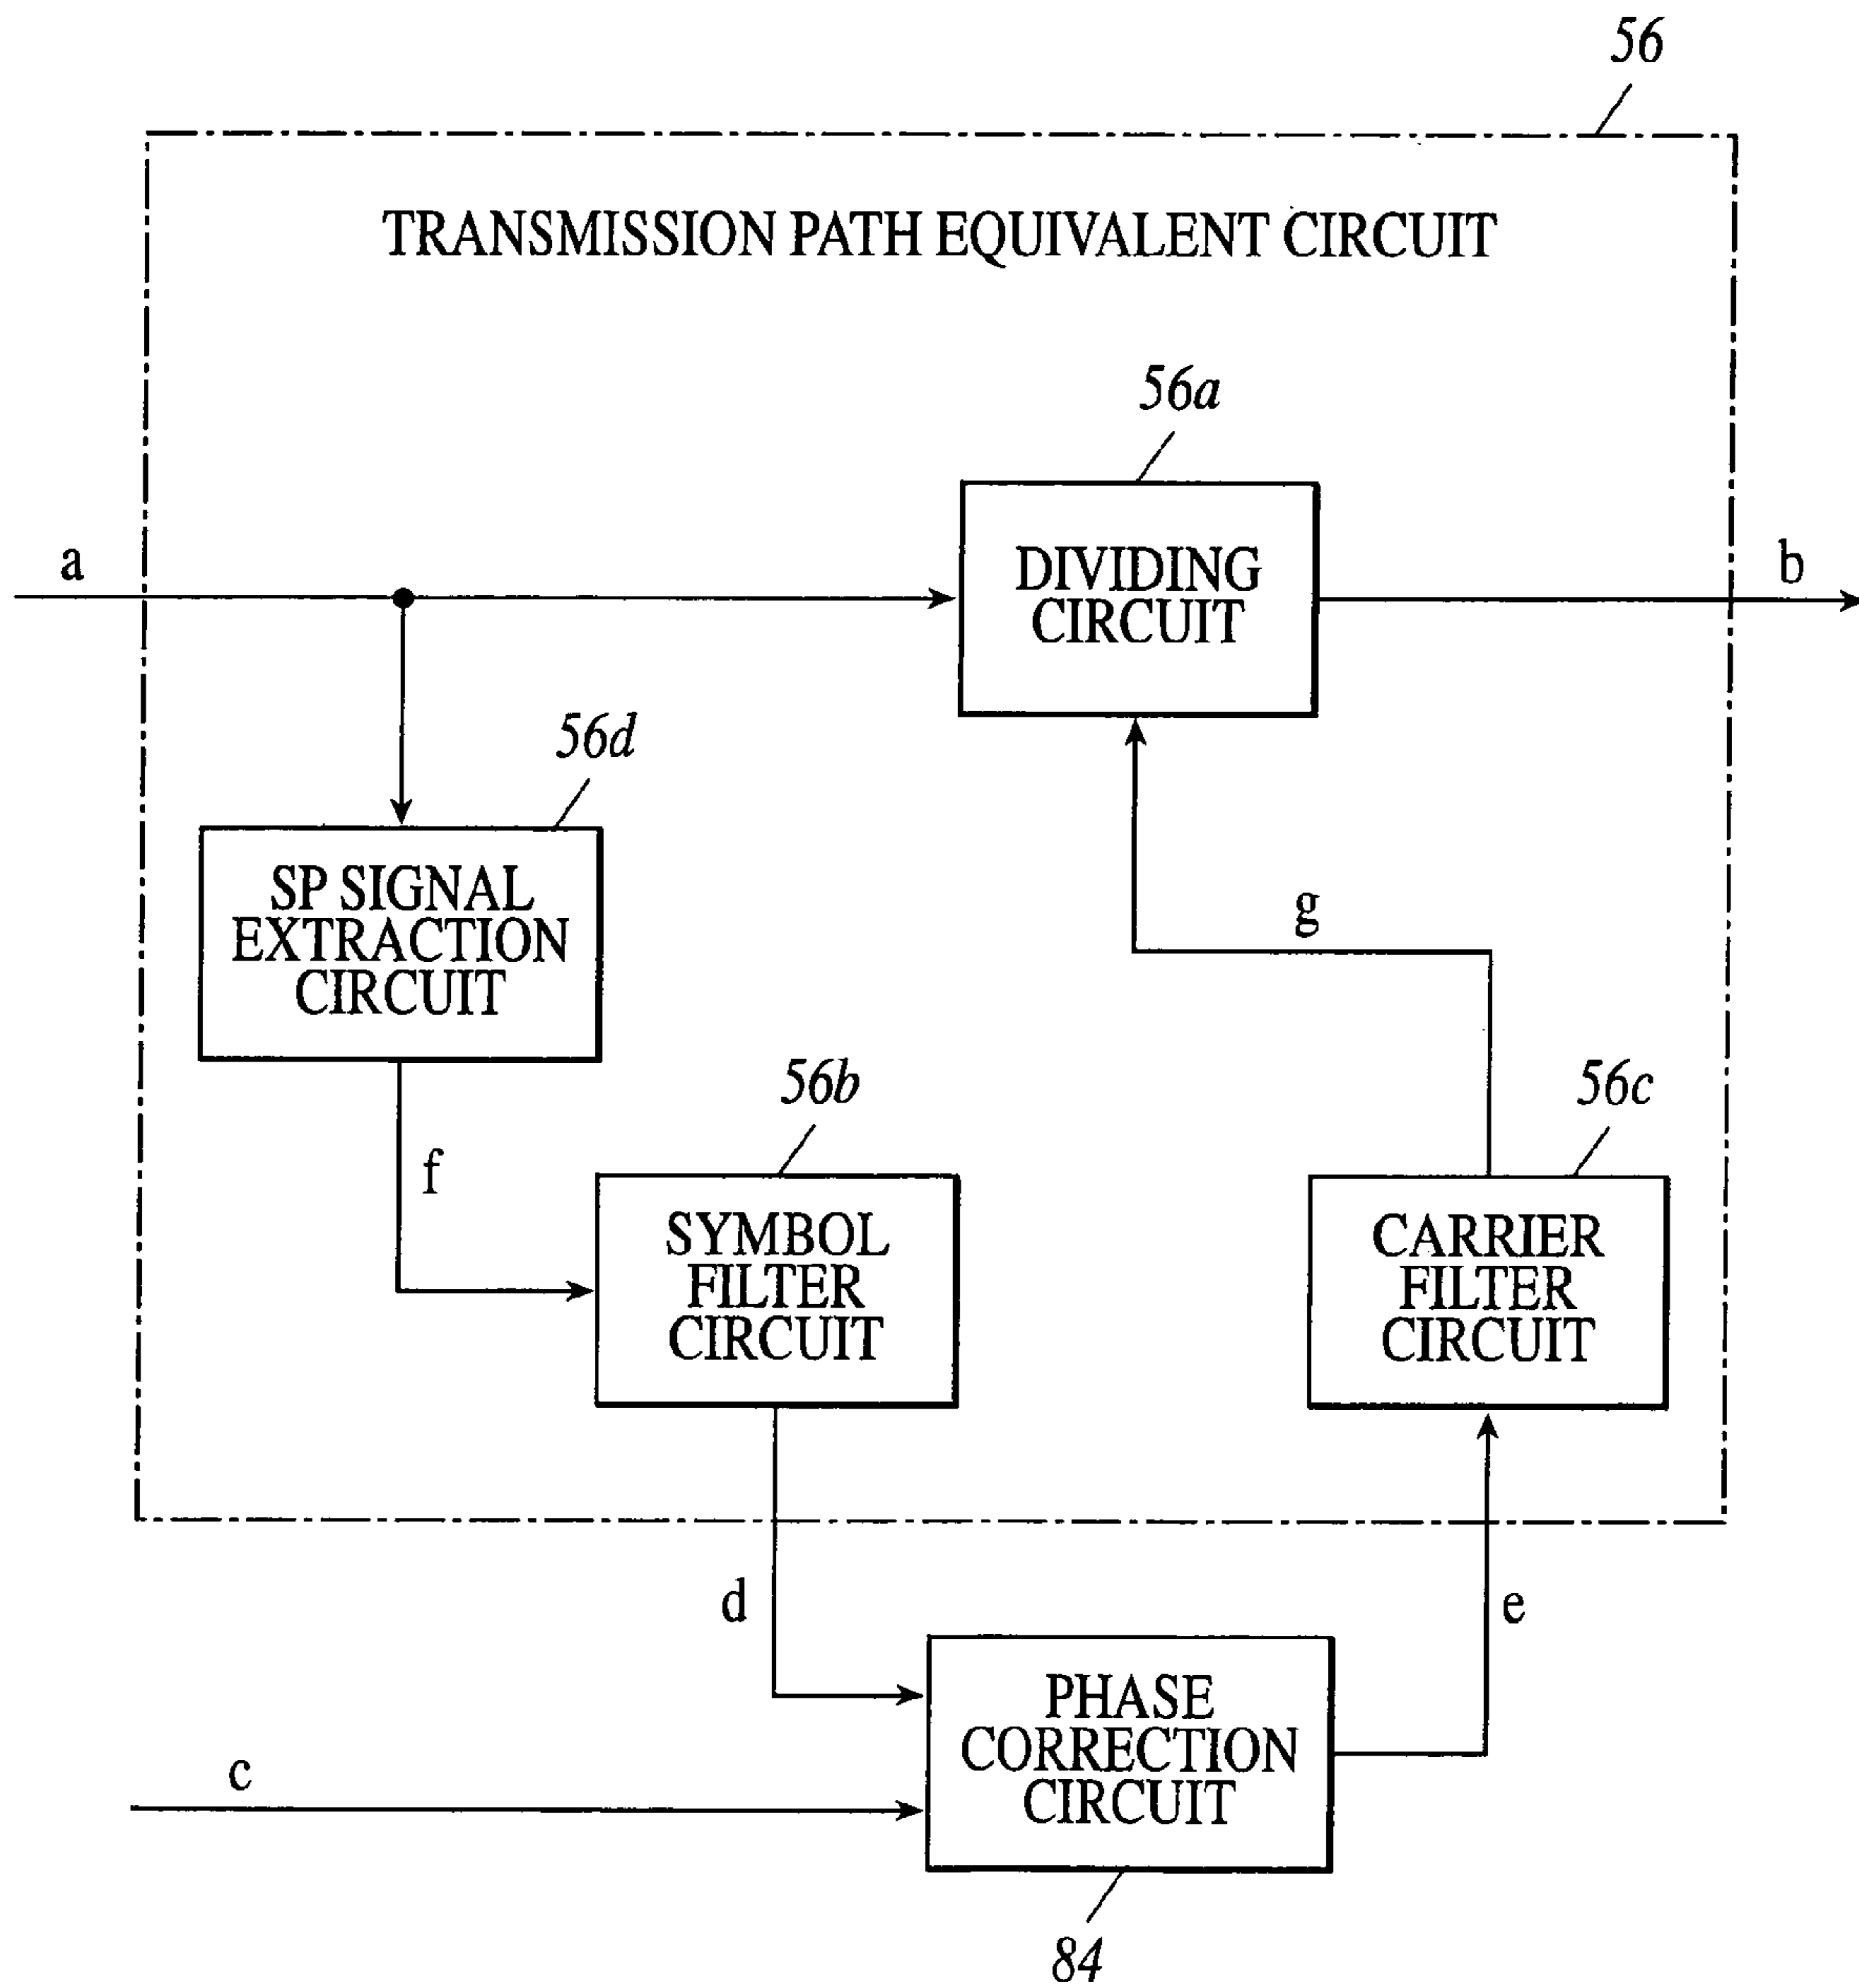 56
TRANSMISSION PATH EQUIVALENT CIRCUIT
56a
a
DIVIDING
CIRCUIT
b
56d
SP SIGNAL
EXTRACTION
CIRCUIT
g
56b
56c
f
SYMBOL
FILTER
CIRCUIT
CARRIER
FILTER
CIRCUIT
d
e
PHASE
CORRECTION
CIRCUIT
c
84